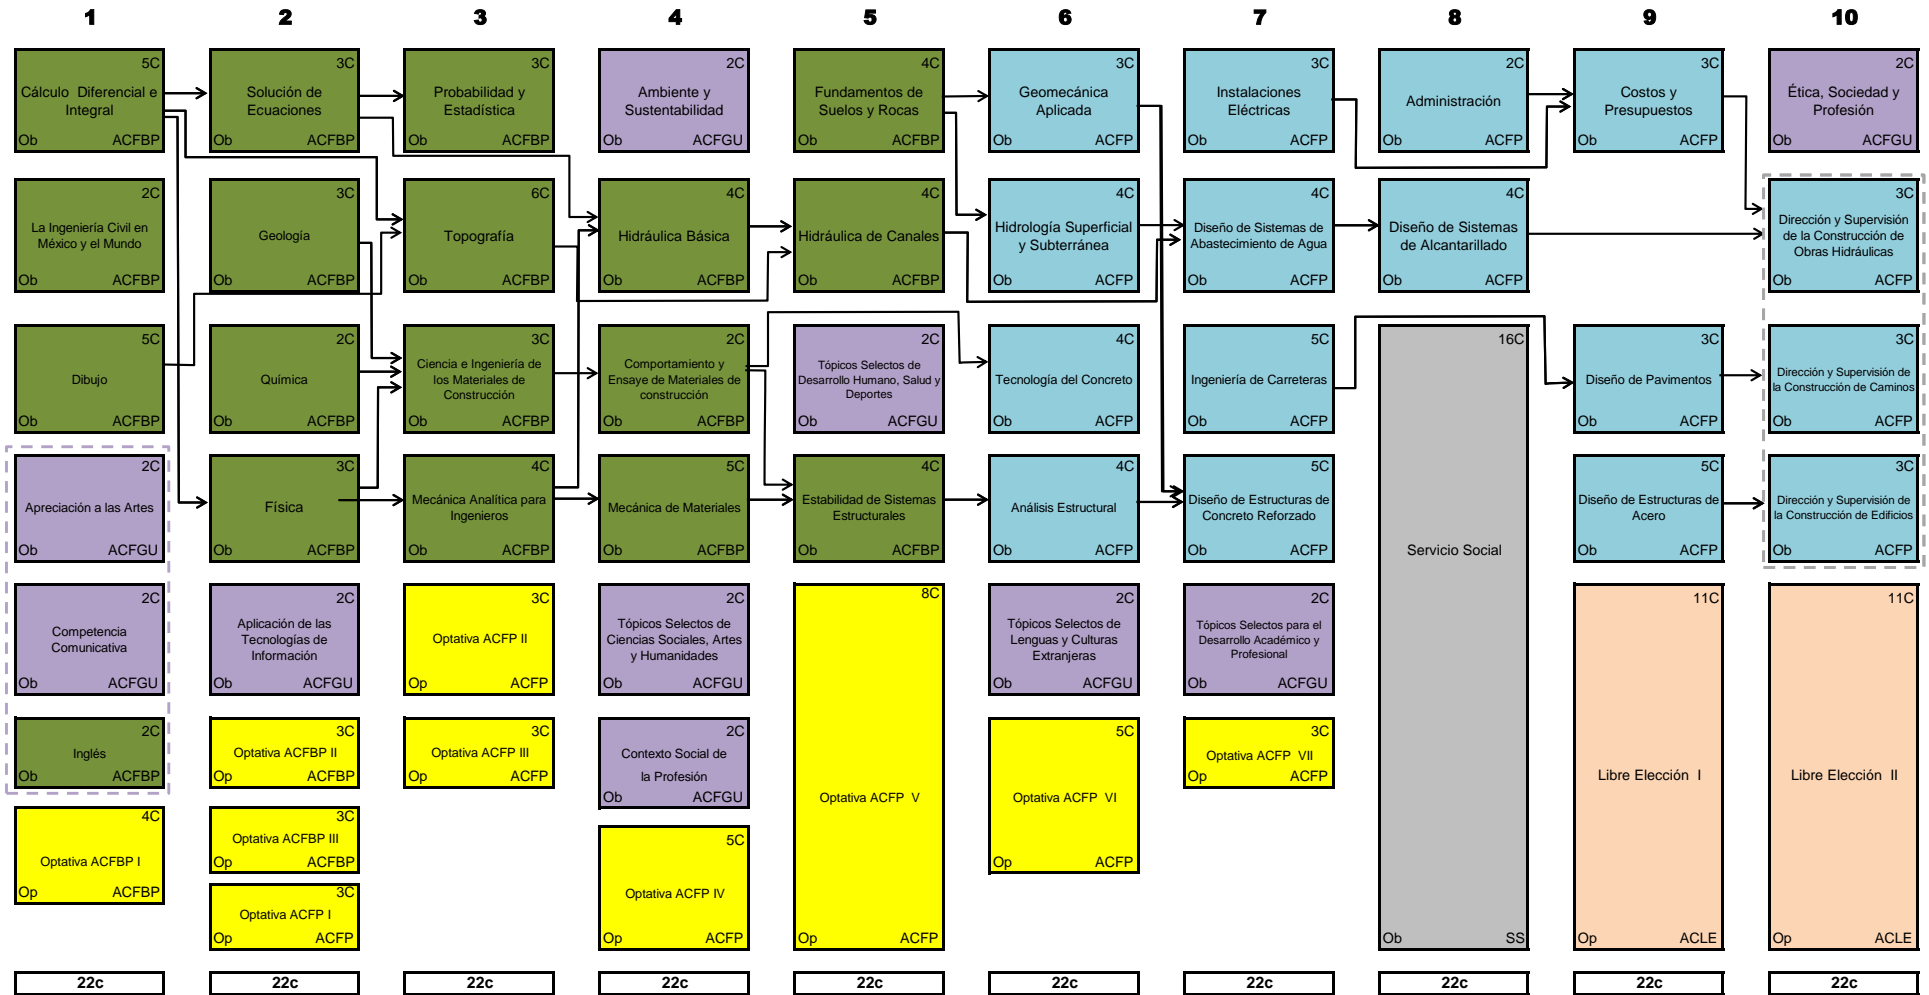 1 2 3 4 5 6 7 8 9 10
5C
Cálculo Diferencial e
Integral
Ob ACFBP
3C
Solución de
Ecuaciones
Ob ACFBP
3C
Probabilidad y
Estadística
Ob ACFBP
2C
Ambiente y
Sustentabilidad
Ob ACFGU
4C
Fundamentos de
Suelos y Rocas
Ob ACFBP
3C
Geomecánica
Aplicada
Ob ACFP
3C
Instalaciones
Eléctricas
Ob ACFP
2C
Administración
Ob ACFP
3C
Costos y
Presupuestos
Ob ACFP
2C
Ética, Sociedad y
Profesión
Ob ACFGU
2C
La Ingeniería Civil en
México y el Mundo
Ob ACFBP
3C
Geología
Ob ACFBP
6C
Topografía
Ob ACFBP
4C
Hidráulica Básica
Ob ACFBP
4C
Hidráulica de Canales
Ob ACFBP
4C
Hidrología Superficial
y Subterránea
Ob ACFP
4C
Diseño de Sistemas de
Abastecimiento de Agua
Ob ACFP
4C
Diseño de Sistemas
de Alcantarillado
Ob ACFP
3C
Dirección y Supervisión
de la Construcción de
Obras Hidráulicas
Ob ACFP
5C
Dibujo
Ob ACFBP
2C
Química
Ob ACFBP
3C
Ciencia e Ingeniería de
los Materiales de
Construcción
Ob ACFBP
2C
Comportamiento y
Ensaye de Materiales de
construcción
Ob ACFBP
2C
Tópicos Selectos de
Desarrollo Humano, Salud y
Deportes
Ob ACFGU
4C
Tecnología del Concreto
Ob ACFP
5C
Ingeniería de Carreteras
Ob ACFP
16C
Servicio Social
Ob SS
3C
Diseño de Pavimentos
Ob ACFP
3C
Dirección y Supervisión de
la Construcción de Caminos
Ob ACFP
2C
Apreciación a las Artes
Ob ACFGU
3C
Física
Ob ACFBP
4C
Mecánica Analítica para
Ingenieros
Ob ACFBP
5C
Mecánica de Materiales
Ob ACFBP
4C
Estabilidad de Sistemas
Estructurales
Ob ACFBP
4C
Análisis Estructural
Ob ACFP
5C
Diseño de Estructuras de
Concreto Reforzado
Ob ACFP
5C
Diseño de Estructuras de
Acero
Ob ACFP
3C
Dirección y Supervisión de
la Construcción de Edificios
Ob ACFP
2C
Competencia
Comunicativa
Ob ACFGU
2C
Aplicación de las
Tecnologías de
Información
Ob ACFGU
3C
Optativa ACFP II
Op ACFP
2C
Tópicos Selectos de
Ciencias Sociales, Artes
y Humanidades
Ob ACFGU
8C
Optativa ACFP V
Op ACFP
2C
Tópicos Selectos de
Lenguas y Culturas
Extranjeras
Ob ACFGU
2C
Tópicos Selectos para el
Desarrollo Académico y
Profesional
Ob ACFGU
11C
Libre Elección I
Op ACLE
11C
Libre Elección II
Op ACLE
2C
Inglés
Ob ACFBP
3C
Optativa ACFBP II
Op ACFBP
3C
Optativa ACFP III
Op ACFP
2C
Contexto Social de
la Profesión
Ob ACFGU
5C
Optativa ACFP VI
Op ACFP
3C
Optativa ACFP VII
Op ACFP
4C
Optativa ACFBP I
Op ACFBP
3C
Optativa ACFBP III
Op ACFBP
5C
Optativa ACFP IV
Op ACFP
3C
Optativa ACFP I
Op ACFP
22c 22c 22c 22c 22c 22c 22c 22c 22c 22c